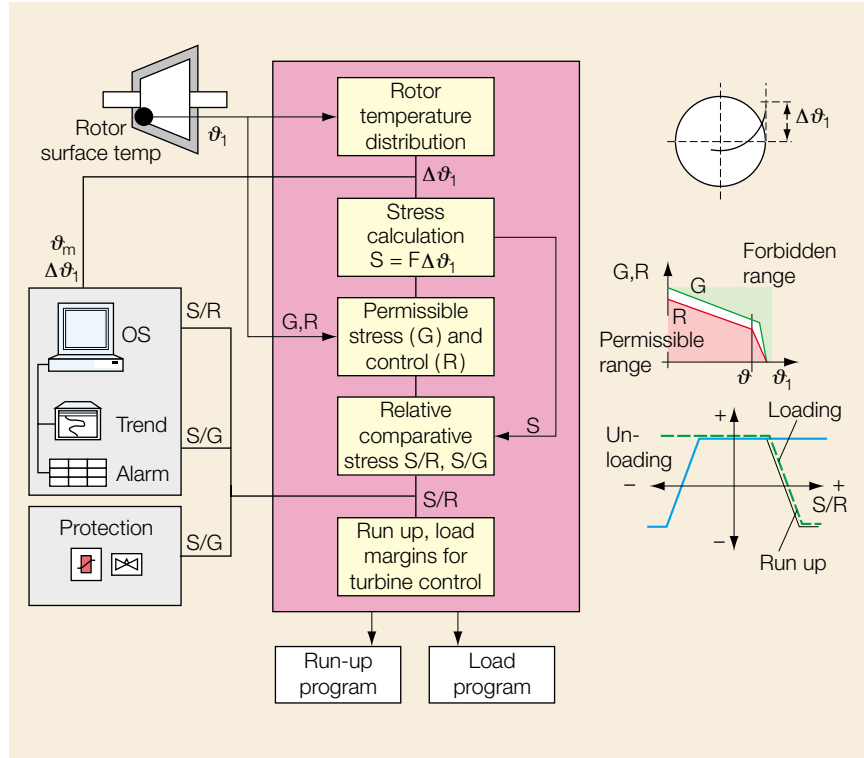 Rotor
surface temp
ϑ1
Rotor
temperature
distribution
Δϑ1
Δϑ1
ϑm
Δϑ1
Stress
calculation
S = FΔϑ1
G,R
Permissible
stress (G) and
control (R)
S
Relative
comparative
stress S/R, S/G
S/R
Run up, load
margins for
turbine control
Run-up
program
Load
program
OS
Trend
Alarm
S/R
S/G
Protection
S/G
G,R
G
Forbidden
range
R
Permissible
range
ϑ
ϑ1
Loading
+
Un-
loading
–
+
S/R
–
Run up